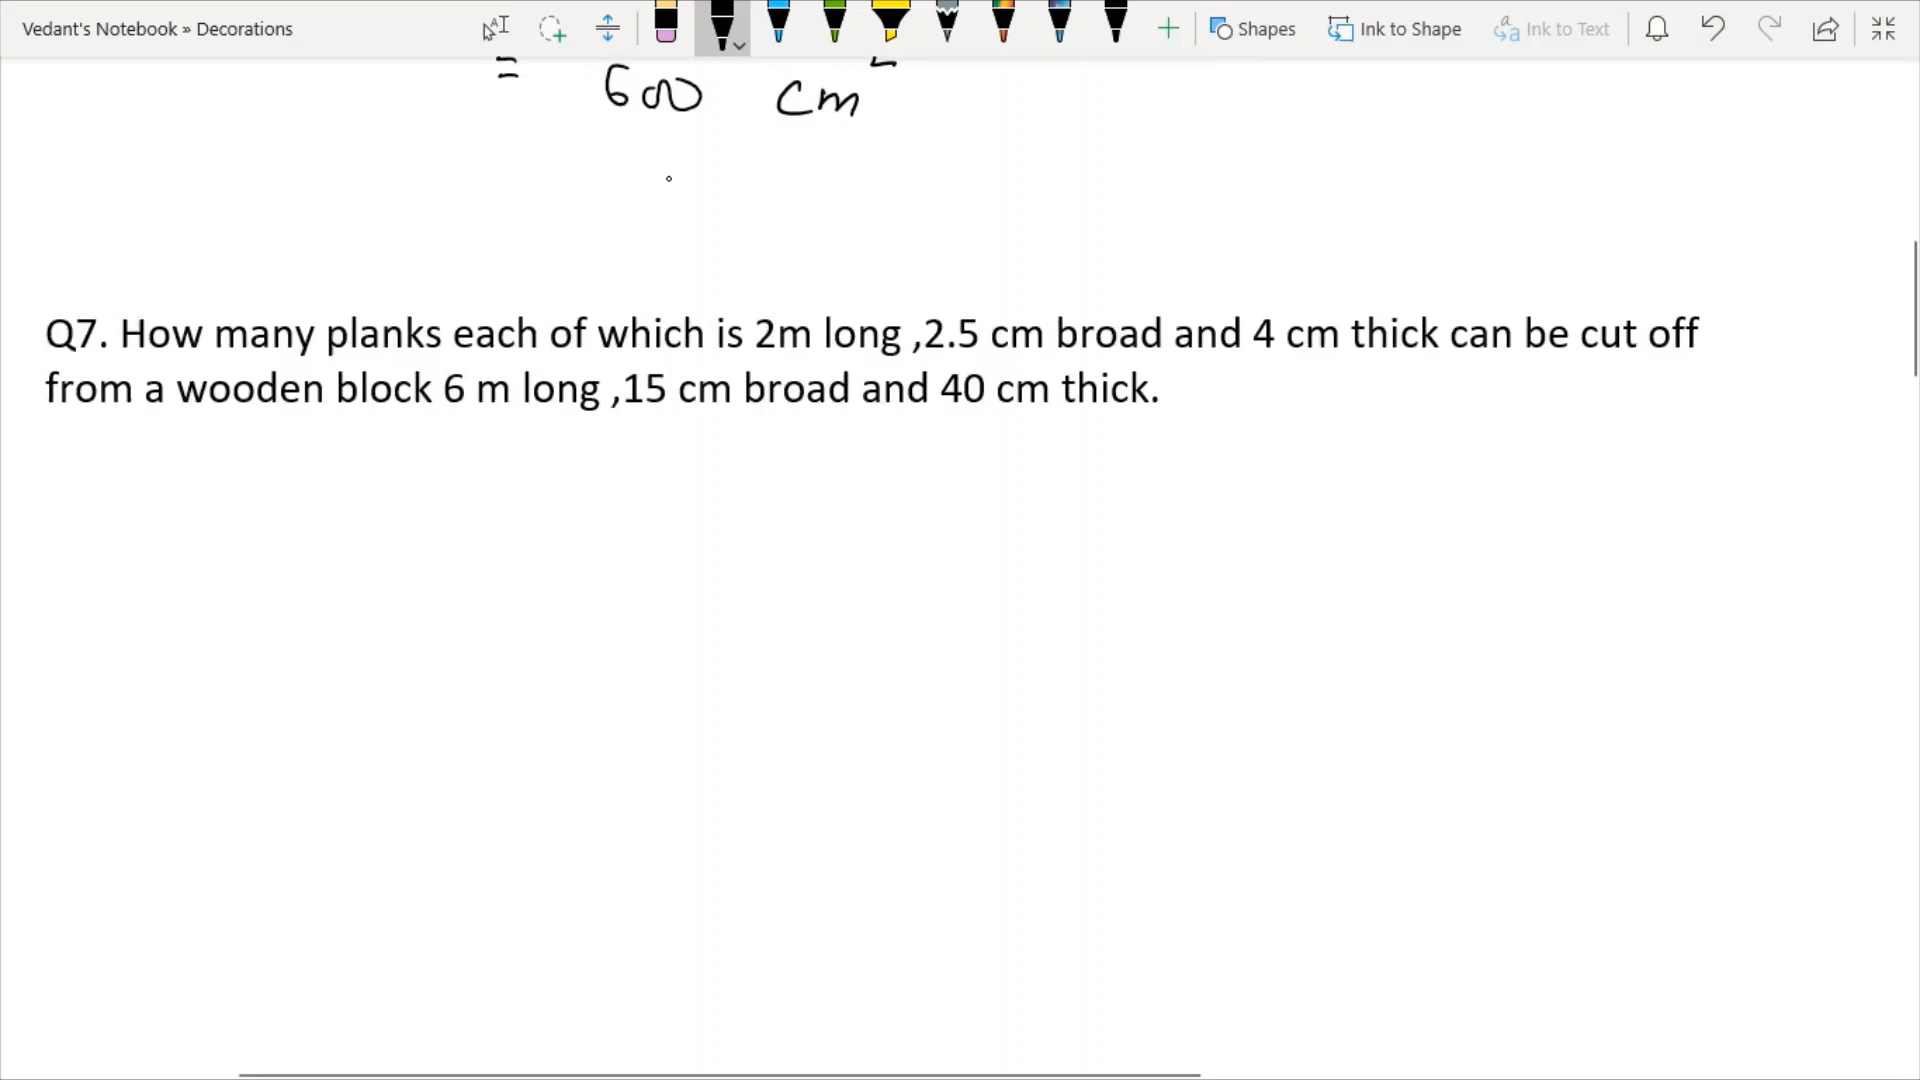 Vedant's Notebook » Decorations
Shapes
Ink to Shape
Ink to Text
= 600 cm²
Q7. How many planks each of which is 2m long ,2.5 cm broad and 4 cm thick can be cut off
from a wooden block 6 m long ,15 cm broad and 40 cm thick.